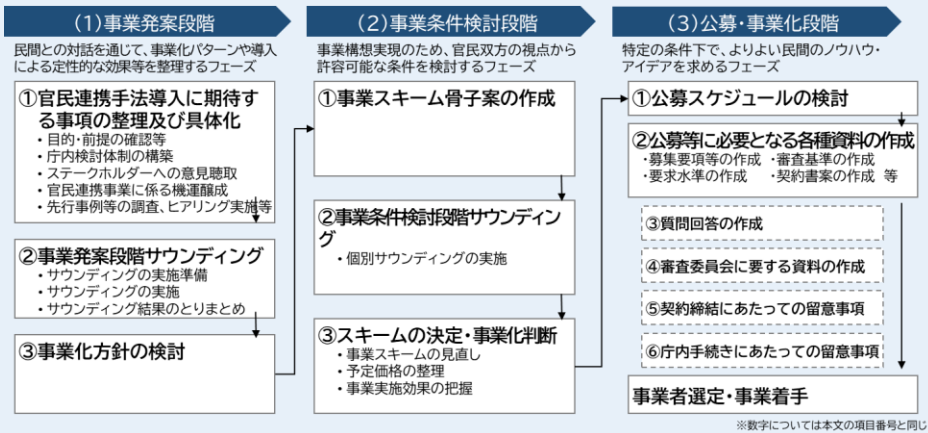 (1)事業発案段階
民間との対話を通じて、事業化パターンや導入
による定性的な効果等を整理するフェーズ
①官民連携手法導入に期待す
る事項の整理及び具体化
・目的・前提の確認等
・庁内検討体制の構築
・ステークホルダーへの意見聴取
・官民連携事業に係る機運醸成
・先行事例等の調査、ヒアリング実施等
②事業発案段階サウンディング
・サウンディングの実施準備
・サウンディングの実施
・サウンディング結果のとりまとめ
③事業化方針の検討
(2)事業条件検討段階
事業構想実現のため、官民双方の視点から
許容可能な条件を検討するフェーズ
①事業スキーム骨子案の作成
②事業条件検討段階サウンディン
グ
・個別サウンディングの実施
③スキームの決定・事業化判断
・事業スキームの見直し
・予定価格の整理
・事業実施効果の把握
(3)公募・事業化段階
特定の条件下で、よりよい民間のノウハウ・
アイデアを求めるフェーズ
①公募スケジュールの検討
②公募等に必要となる各種資料の作成
・募集要項等の作成 ・審査基準の作成
・要求水準の作成 ・契約書案の作成 等
③質問回答の作成
④審査委員会に要する資料の作成
⑤契約締結にあたっての留意事項
⑥庁内手続きにあたっての留意事項
事業者選定・事業着手
※数字については本文の項目番号と同じ